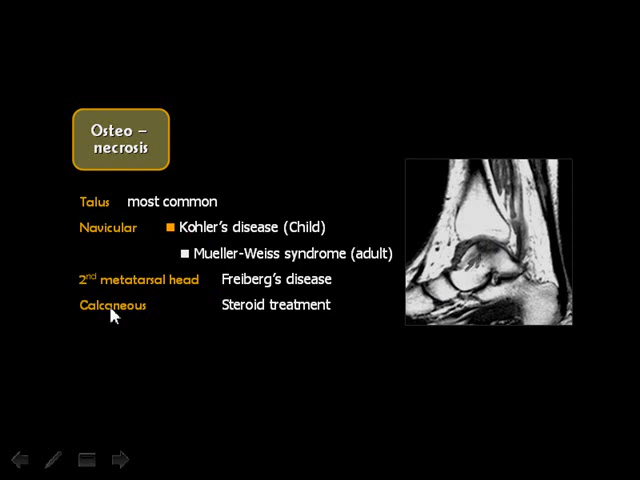 Osteo –
necrosis
Talus most common
Navicular Kohler's disease (Child)
Mueller-Weiss syndrome (adult)
2nd metatarsal head Freiberg's disease
Calcaneous Steroid treatment